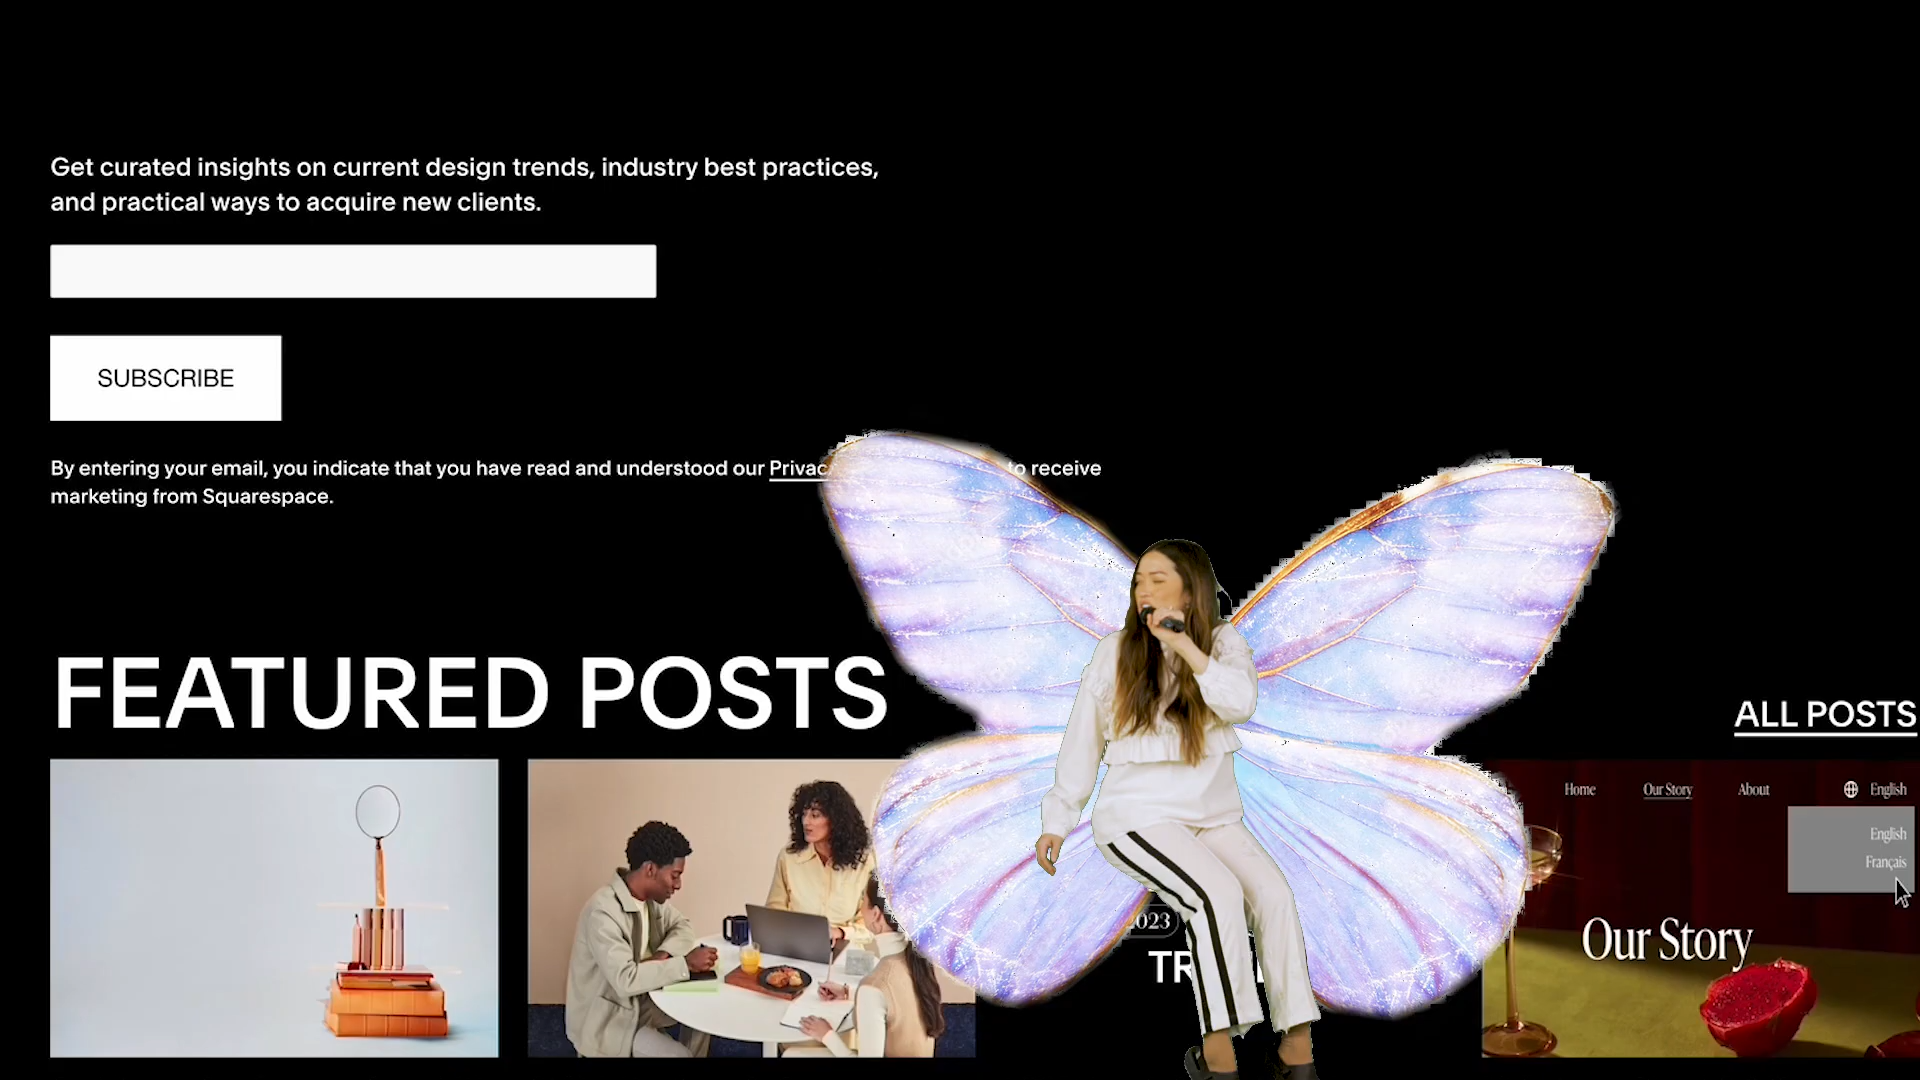 Get curated insights on current design trends, industry best practices,
and practical ways to acquire new clients.
SUBSCRIBE
By entering your email, you indicate that you have read and understood our to receive
marketing from Squarespace.
FEATURED POSTS
ALL POSTS
Home Our Story About English
English
Français
Our Story